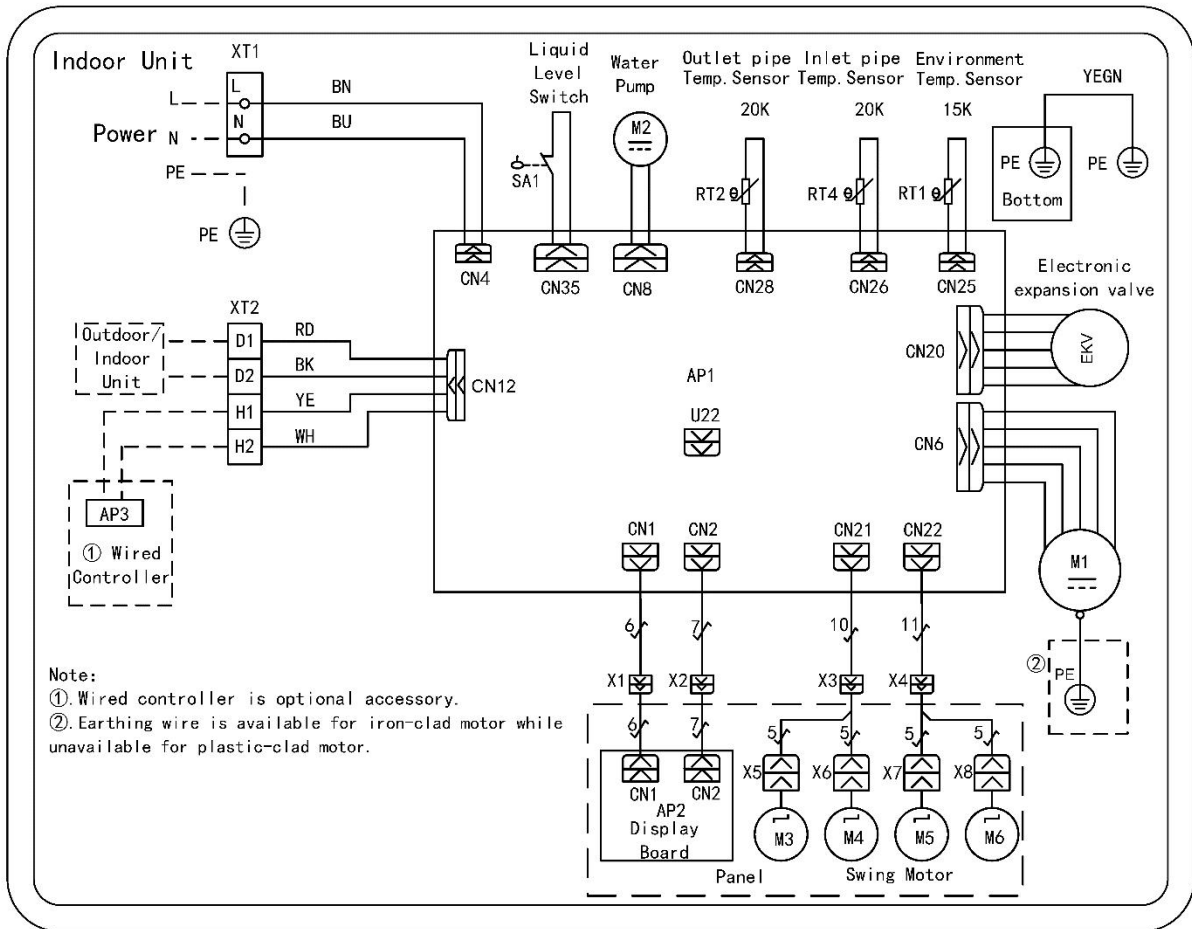 Indoor Unit
XT1
L
BN
L
N
BU
Power N
PE
PE
Liquid
Level
Switch
SA1
Water
Pump
M2
Outlet pipe
Temp. Sensor
20K
RT2 θ
Inlet pipe
Temp. Sensor
20K
RT4 θ
Environment
Temp. Sensor
15K
RT1 θ
YEGN
PE
Bottom
PE
CN4
CN35
CN8
CN28
CN26
CN25
Electronic
expansion valve
CN20
EKV
XT2
Outdoor/
Indoor
Unit
D1
RD
D2
BK
H1
YE
H2
WH
CN12
AP1
U22
CN6
AP3
① Wired
Controller
CN1
CN2
CN21
CN22
M1
6
7
10
11
② PE
Note:
①. Wired controller is optional accessory.
②. Earthing wire is available for iron-clad motor while
unavailable for plastic-clad motor.
X1
X2
X3
X4
6
7
5
5
5
5
X5
X6
X7
X8
CN1
CN2
AP2
Display
Board
M3
M4
M5
M6
Panel
Swing Motor